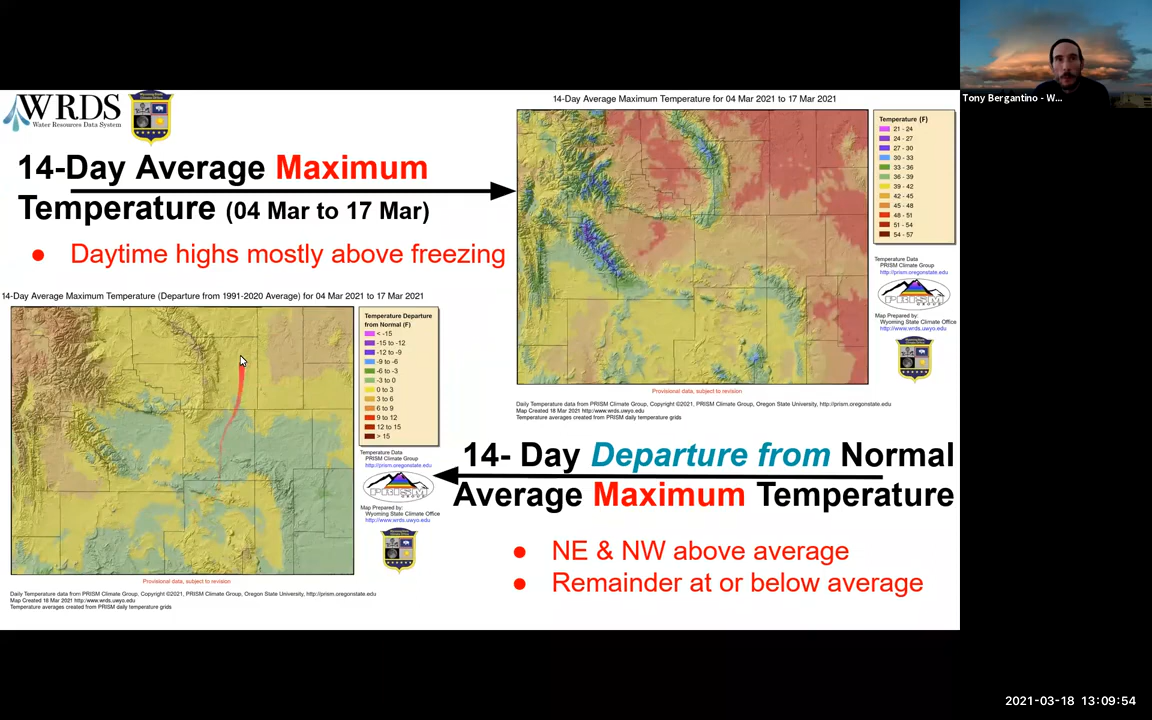 WRDS
Water Resources Data System
14-Day Average Maximum
Temperature (04 Mar to 17 Mar)
● Daytime highs mostly above freezing
14-Day Average Maximum Temperature (Departure from 1991-2020 Average) for 04 Mar 2021 to 17 Mar 2021
Temperature Departure
from Normal (F)
< -15
-15 to -12
-12 to -9
-9 to -6
-6 to -3
-3 to 0
0 to 3
3 to 6
6 to 9
9 to 12
12 to 15
> 15
Temperature Data
PRISM Climate Group
http://prism.oregonstate.edu
PRISM
Map Prepared by:
Wyoming State Climate Office
http://www.wrds.uwyo.edu
Provisional data, subject to revision
Daily Temperature data from PRISM Climate Group, Copyright ©2021, PRISM Climate Group, Oregon State University, http://prism.oregonstate.edu
Map Created 18 Mar 2021 http:/www.wrds.uwyo.edu
Temperature averages created from PRISM daily temperature grids
14-Day Average Maximum Temperature for 04 Mar 2021 to 17 Mar 2021
Temperature (F)
21 - 24
24 - 27
27 - 30
30 - 33
33 - 36
36 - 39
39 - 42
42 - 45
45 - 48
48 - 51
51 - 54
54 - 57
Temperature Data
PRISM Climate Group
http://prism.oregonstate.edu
PRISM
Map Prepared by:
Wyoming State Climate Office
http://www.wrds.uwyo.edu
Provisional data, subject to revision
Daily Temperature data from PRISM Climate Group, Copyright ©2021, PRISM Climate Group, Oregon State University, http://prism.oregonstate.edu
Map Created 18 Mar 2021 http:/www.wrds.uwyo.edu
Temperature averages created from PRISM daily temperature grids
14- Day Departure from Normal
Average Maximum Temperature
● NE & NW above average
● Remainder at or below average
Tony Bergantino - W...
2021-03-18 13:09:54